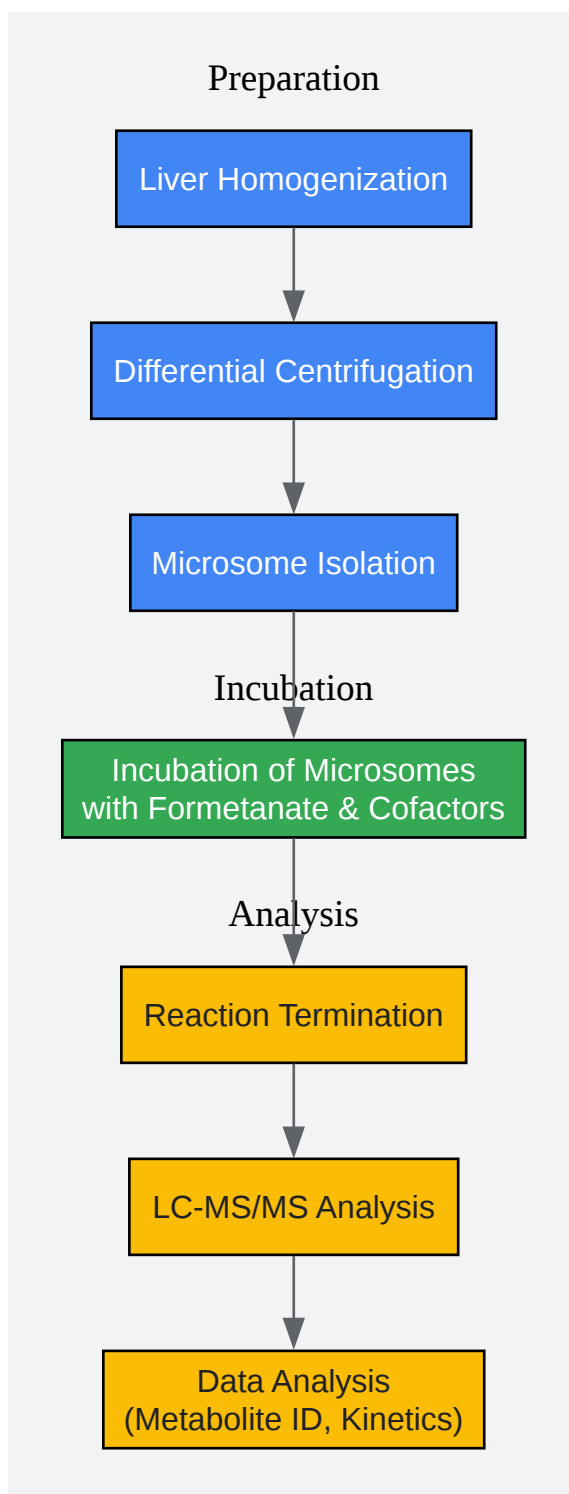 Preparation
Liver Homogenization
Differential Centrifugation
Microsome Isolation
Incubation
Incubation of Microsomes
with Formetanate & Cofactors
Analysis
Reaction Termination
LC-MS/MS Analysis
Data Analysis
(Metabolite ID, Kinetics)